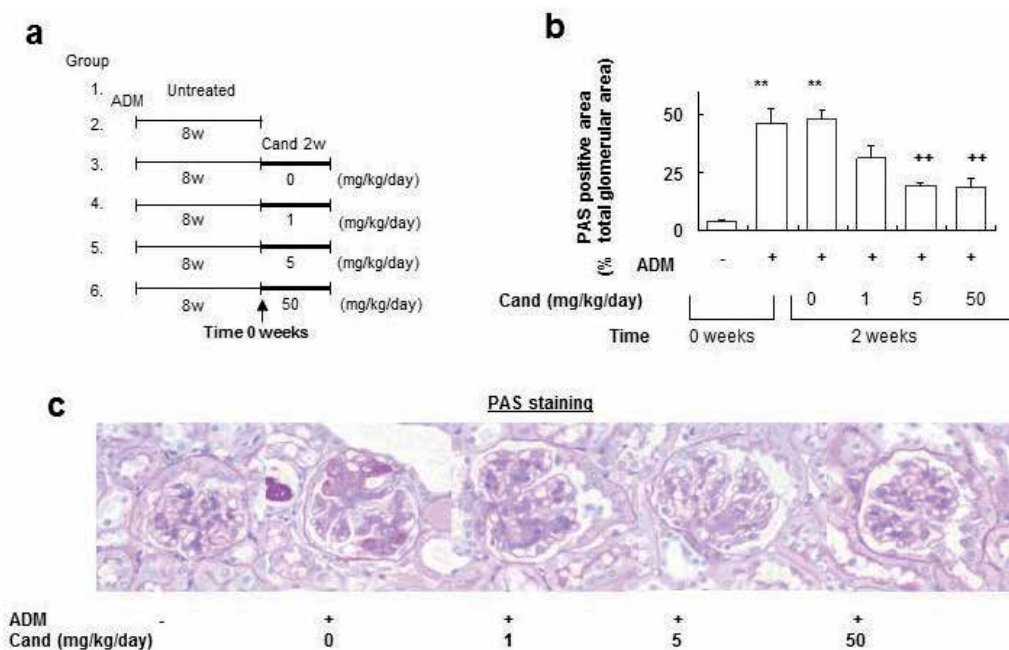 a
Group
1. Untreated
ADM
2.
8w
Cand 2w
3.
8w 0 (mg/kg/day)
4.
8w 1 (mg/kg/day)
5.
8w 5 (mg/kg/day)
6.
8w 50 (mg/kg/day)
Time 0 weeks
b
PAS positive area
(% total glomerular area)
** **
50
++ ++
25
0
ADM - + + + + +
Cand (mg/kg/day) 0 1 5 50
Time 0 weeks 2 weeks
c
PAS staining
ADM - + + + +
Cand (mg/kg/day) 0 1 5 50